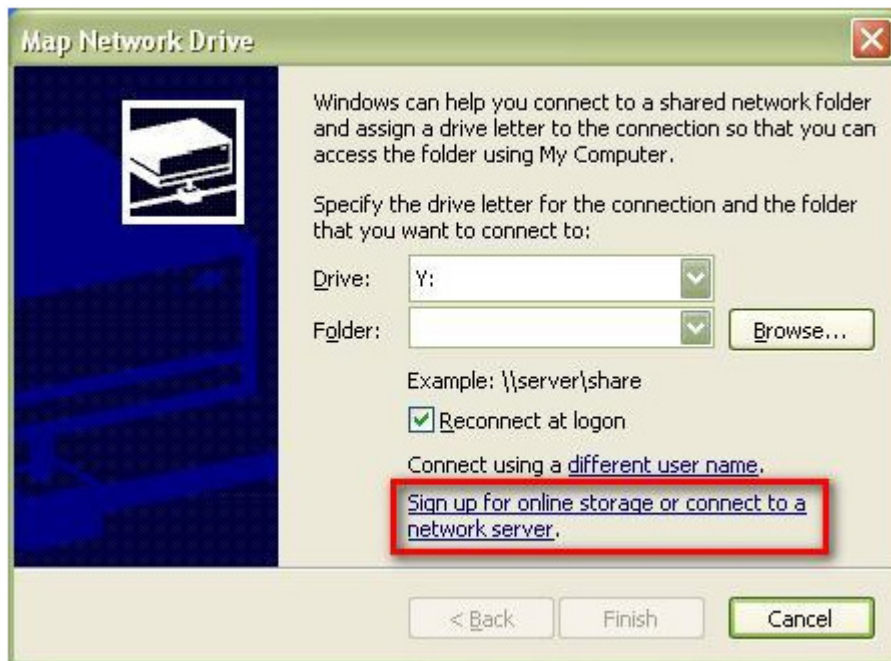 Map Network Drive
Windows can help you connect to a shared network folder
and assign a drive letter to the connection so that you can
access the folder using My Computer.
Specify the drive letter for the connection and the folder
that you want to connect to:
Drive: Y:
Folder: Browse...
Example: \\server\share
Reconnect at logon
Connect using a different user name.
Sign up for online storage or connect to a
network server.
< Back Finish Cancel